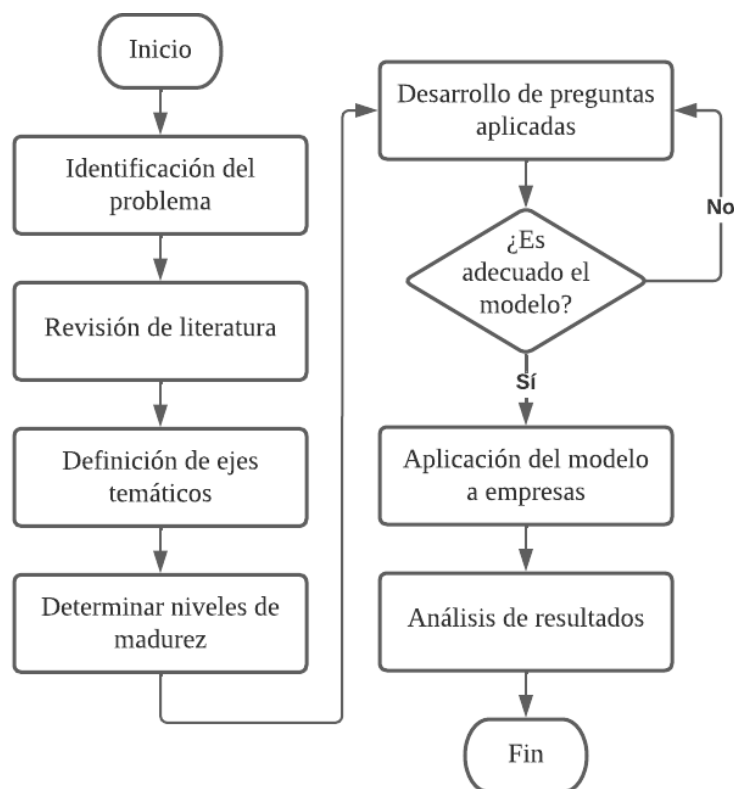 Inicio
Identificación del
problema
Revisión de literatura
Definición de ejes
temáticos
Determinar niveles de
madurez
Desarrollo de preguntas
aplicadas
¿Es
adecuado el
modelo?
No
Sí
Aplicación del modelo
a empresas
Análisis de resultados
Fin